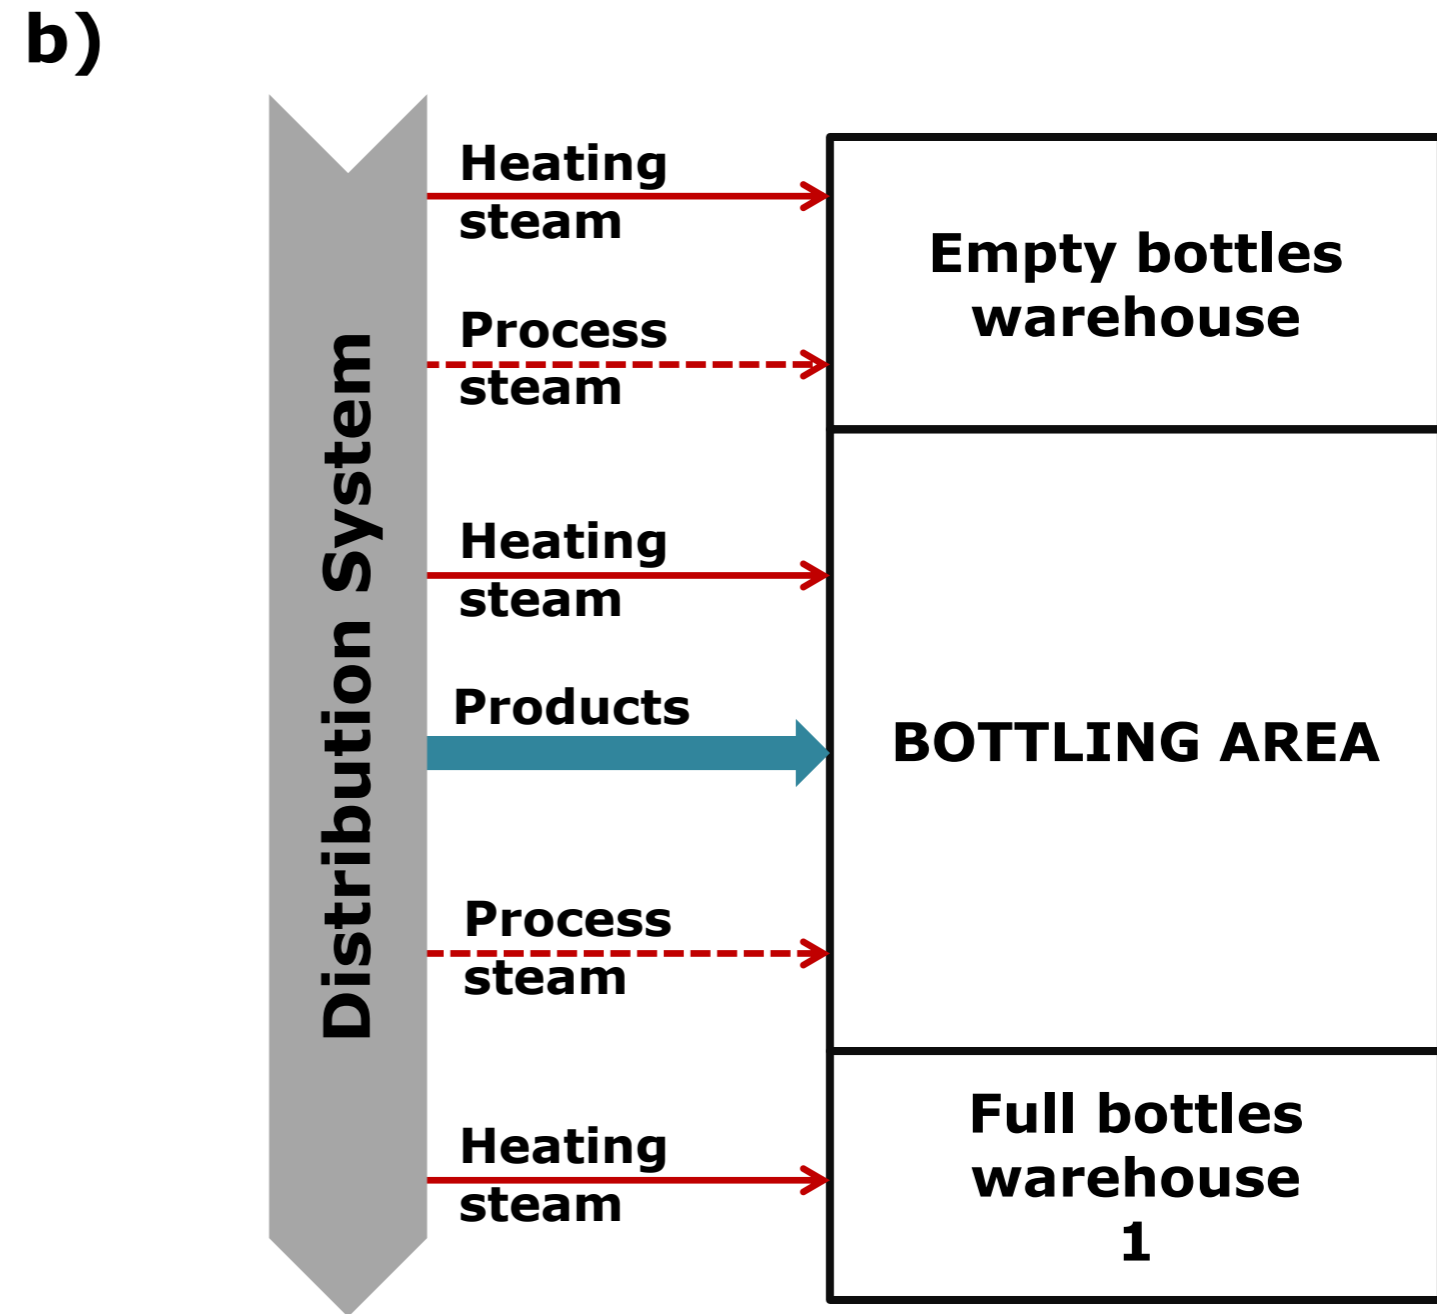 b)
Distribution System
Heating
steam
Process
steam
Heating
steam
Products
Process
steam
Heating
steam
Empty bottles
warehouse
BOTTLING AREA
Full bottles
warehouse
1